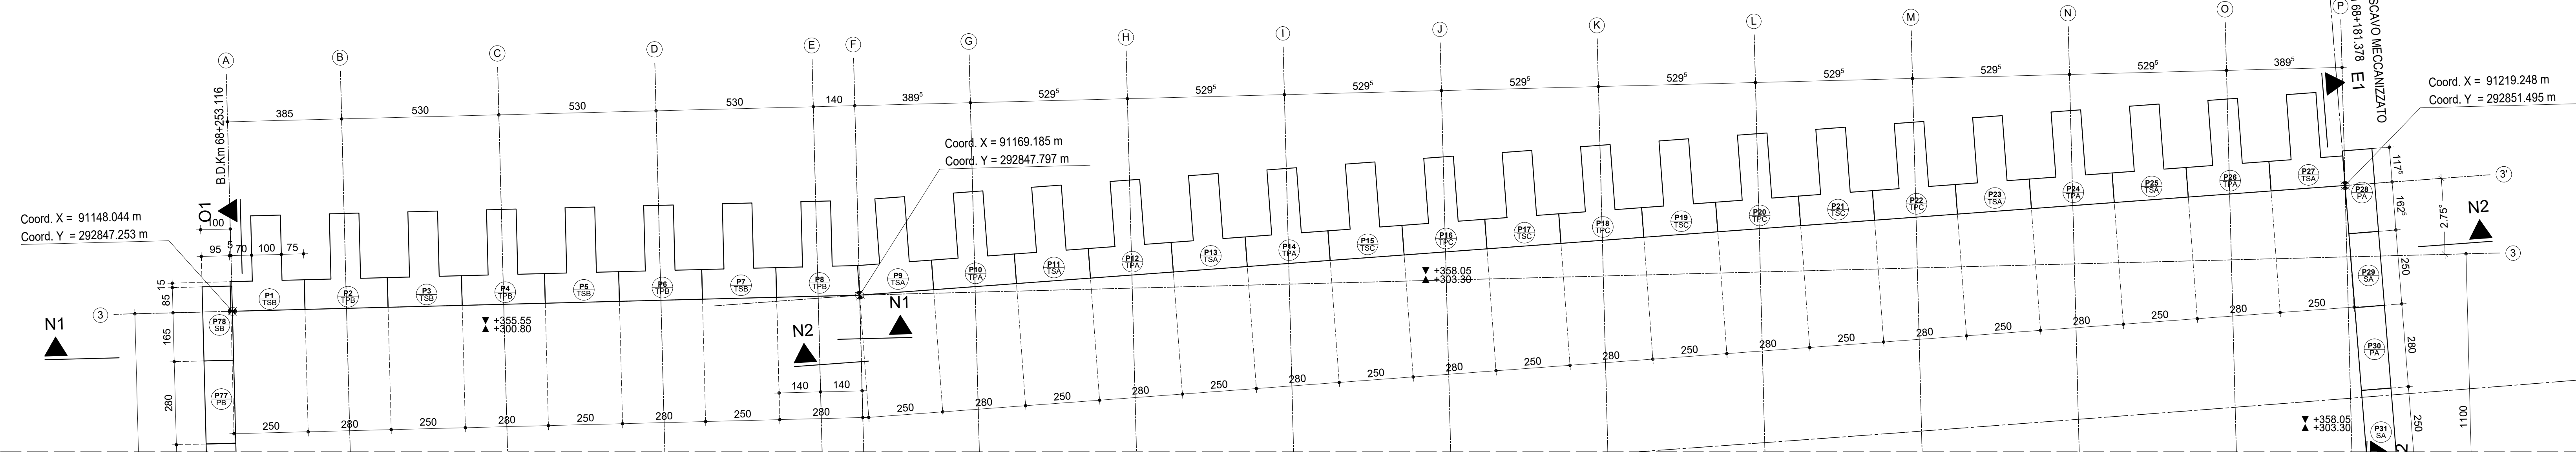 A
B
C
D
E
F
G
H
I
J
K
L
M
N
O
P
B.D.Km 68+253.116
SCAVO MECCANIZZATO
68+181.378
E1
O1
385
530
530
530
140
389⁵
529⁵
529⁵
529⁵
529⁵
529⁵
529⁵
529⁵
529⁵
389⁵
Coord. X = 91219.248 m
Coord. Y = 292851.495 m
Coord. X = 91169.185 m
Coord. Y = 292847.797 m
Coord. X = 91148.044 m
Coord. Y = 292847.253 m
100
95
5
70
100
75
15
85
165
280
P1
TSB
P2
TPB
P3
TSB
P4
TPB
P5
TSB
P6
TPB
P7
TSB
P8
TPB
P9
TSA
P10
TPA
P11
TSA
P12
TPA
P13
TSA
P14
TPA
P15
TSC
P16
TPC
P17
TSC
P18
TPC
P19
TSC
P20
TPC
P21
TSC
P22
TPC
P23
TSA
P24
TPA
P25
TSA
P26
TPA
P27
TSA
P28
PA
P29
SA
P30
PA
P31
SA
P78
SB
P77
PB
117⁵
162⁵
250
280
250
2.75°
1100
3'
3
3
N2
N1
N1
N2
+355.55
+300.80
+358.05
+303.30
+358.05
+303.30
2
140
140
250
280
250
280
250
280
250
280
250
280
250
280
250
280
250
280
250
280
250
280
250
280
250
280
250
280
250